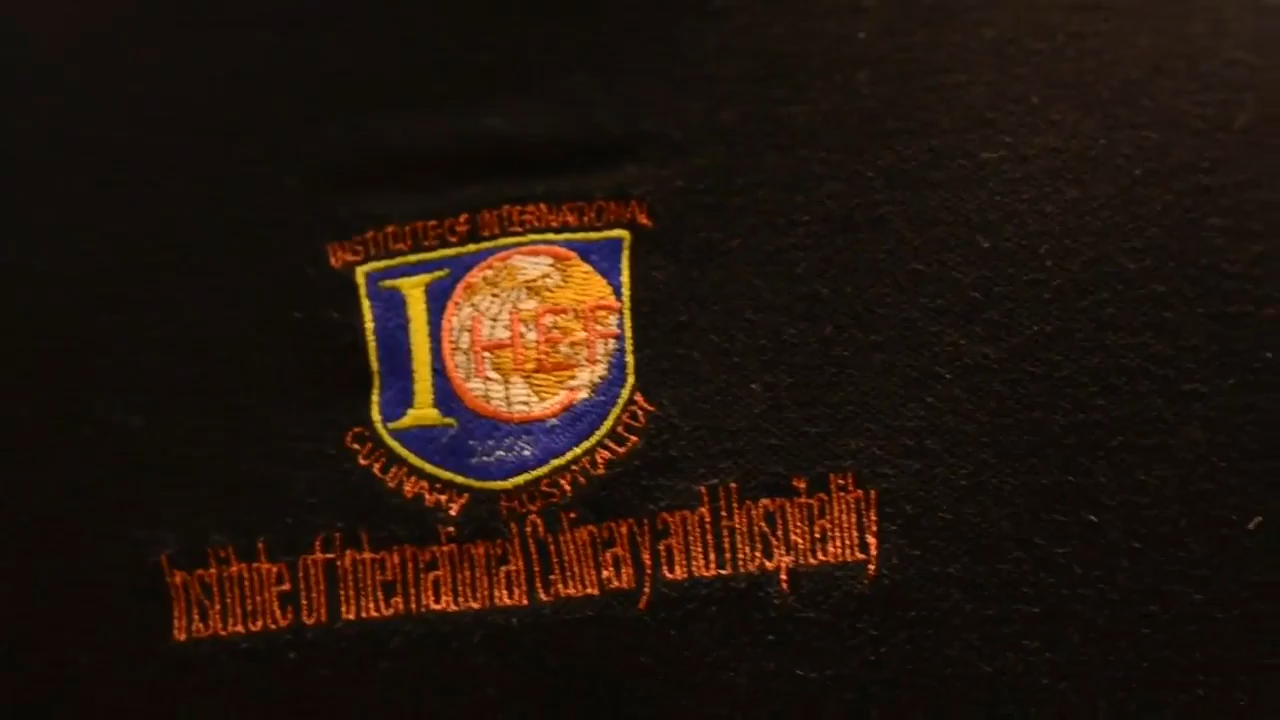 INSTITUTE OF INTERNATIONAL
I CHEF
CULINARY HOSPITALITY
Institute of International Culinary and Hospitality